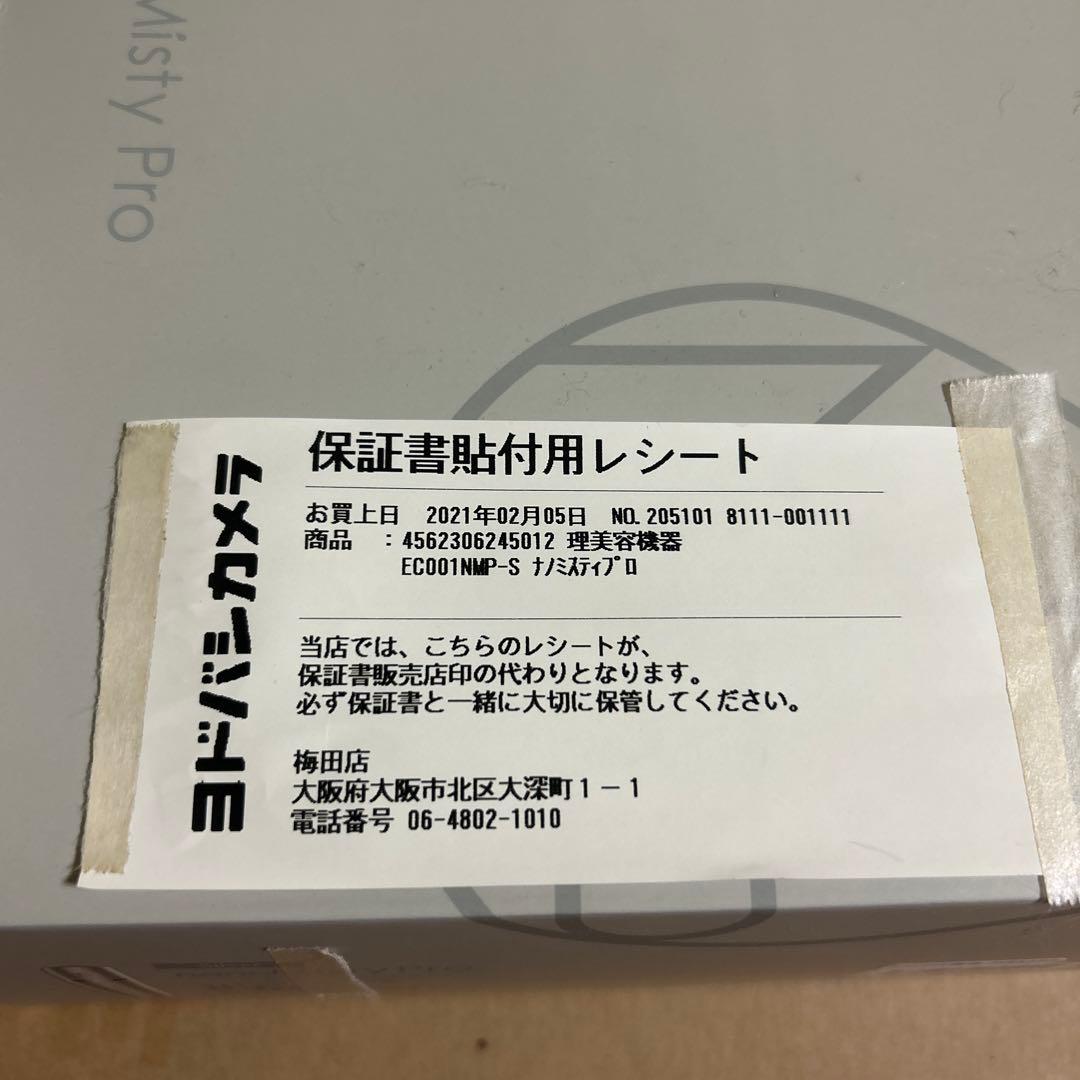 Misty Pro
ヨドバシカメラ
保証書貼付用レシート
お買上日 2021年02月05日 NO.205101 8111-001111
商品 :4562306245012 理美容機器
EC001NMP-S ﾅﾉﾐｽﾃｨﾌﾟﾛ
当店では、こちらのレシートが、
保証書販売店印の代わりとなります。
必ず保証書と一緒に大切に保管してください。
梅田店
大阪府大阪市北区大深町1-1
電話番号 06-4802-1010